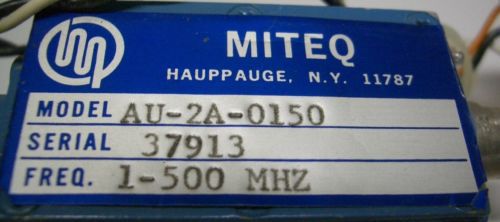 MITEQ
HAUPPAUGE, N.Y. 11787
MODEL AU-2A-0150
SERIAL 37913
FREQ. 1-500 MHZ